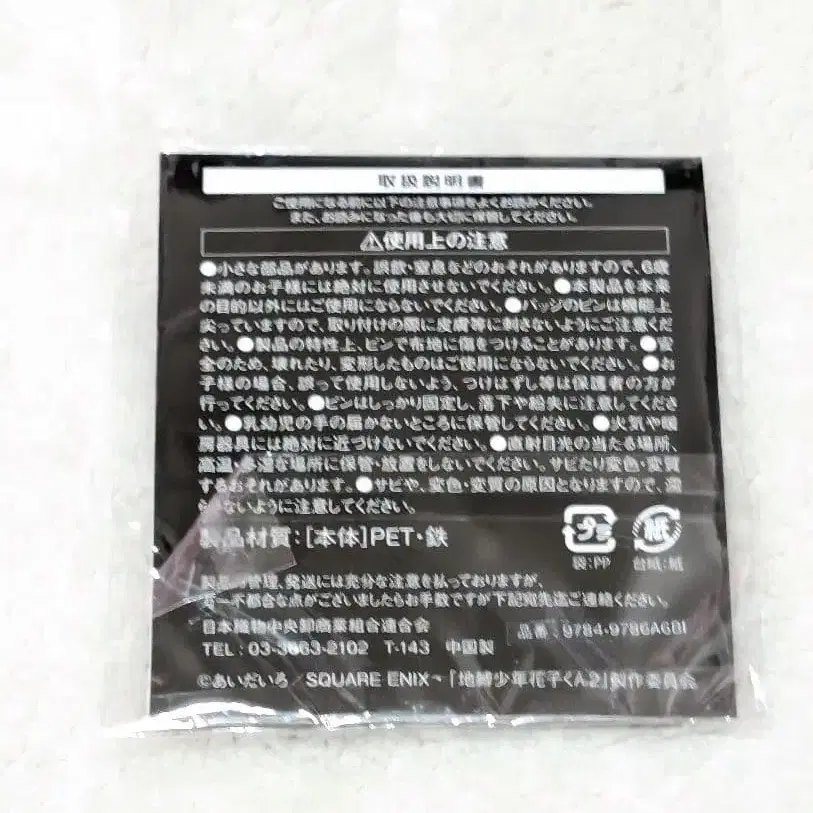 取扱説明書
ご使用になる前に以下の注意事項をよくお読みください。
また、お読みになった後も大切に保管してください。
⚠使用上の注意
●小さな部品があります。誤飲・窒息などのおそれがありますので、6歳
未満のお子様には絶対に使用させないでください。●本製品を本来
の目的以外にはご使用にならないでください。●バッジのピンは機能上
尖っていますので、取り付けの際に皮膚等に刺さないようにご注意くだ
さい。●製品の特性上、ピンで布地に傷をつけることがあります。●安
全のため、壊れたり、変形したものはご使用にならないでください。●お
子様の場合、誤って使用しないよう、つけはずし等は保護者の方が
行ってください。●ピンはしっかり固定し、落下や紛失に注意してくださ
い。●乳幼児の手の届かないところに保管してください。●火気や暖
房器具には絶対に近づけないでください。●直射日光の当たる場所、
高温・多湿な場所に保管・放置をしないでください。サビたり変色・変質
するおそれがあります。●サビや、変色・変質の原因となりますので、濡
らさないように注意してください。
製品材質：[本体]PET・鉄
プラ
紙
袋：PP
台紙：紙
製品の管理、発送には充分な注意を払っておりますが、
万一不都合な点がございましたらお手数ですが下記宛先迄ご連絡ください。
日本織物中央卸商業組合連合会
品番：9784-9786A6BI
TEL：03-3663-2102 T-143 中国製
©あいだいろ／SQUARE ENIX・「地縛少年花子くん2」製作委員会